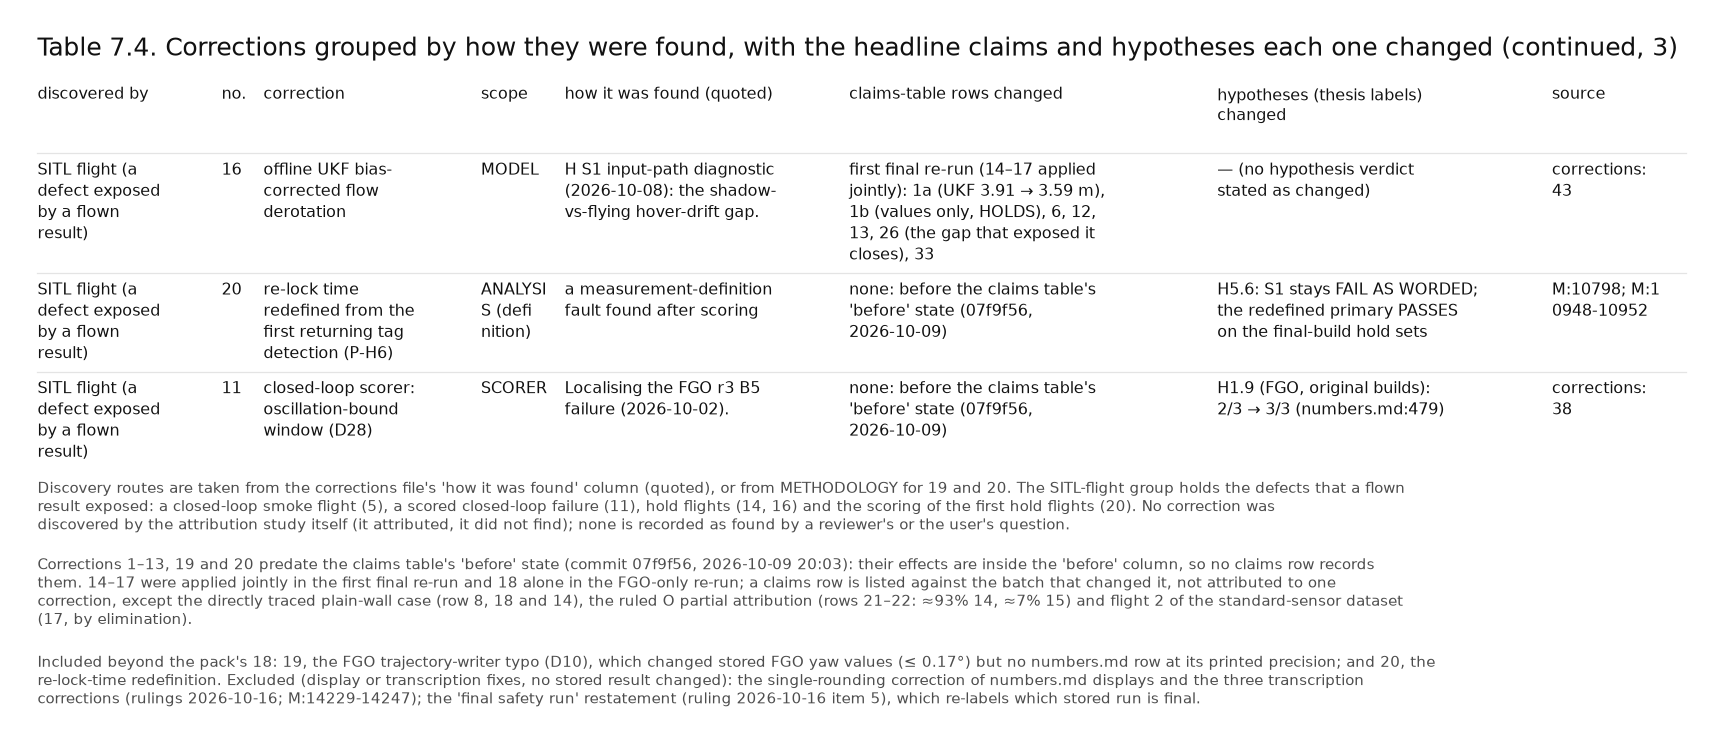 Table 7.4. Corrections grouped by how they were found, with the headline claims and hypotheses each one changed (continued, 3)
discovered by
no.
correction
scope
how it was found (quoted)
claims-table rows changed
hypotheses (thesis labels)
changed
source
SITL flight (a
defect exposed
by a flown
result)
16
offline UKF bias-
corrected flow
derotation
MODEL
H S1 input-path diagnostic
(2026-10-08): the shadow-
vs-flying hover-drift gap.
first final re-run (14–17 applied
jointly): 1a (UKF 3.91 → 3.59 m),
1b (values only, HOLDS), 6, 12,
13, 26 (the gap that exposed it
closes), 33
— (no hypothesis verdict
stated as changed)
corrections:
43
SITL flight (a
defect exposed
by a flown
result)
20
re-lock time
redefined from the
first returning tag
detection (P-H6)
ANALYSI
S (defi
nition)
a measurement-definition
fault found after scoring
none: before the claims table's
'before' state (07f9f56,
2026-10-09)
H5.6: S1 stays FAIL AS WORDED;
the redefined primary PASSES
on the final-build hold sets
M:10798; M:1
0948-10952
SITL flight (a
defect exposed
by a flown
result)
11
closed-loop scorer:
oscillation-bound
window (D28)
SCORER
Localising the FGO r3 B5
failure (2026-10-02).
none: before the claims table's
'before' state (07f9f56,
2026-10-09)
H1.9 (FGO, original builds):
2/3 → 3/3 (numbers.md:479)
corrections:
38
Discovery routes are taken from the corrections file's 'how it was found' column (quoted), or from METHODOLOGY for 19 and 20. The SITL-flight group holds the defects that a flown
result exposed: a closed-loop smoke flight (5), a scored closed-loop failure (11), hold flights (14, 16) and the scoring of the first hold flights (20). No correction was
discovered by the attribution study itself (it attributed, it did not find); none is recorded as found by a reviewer's or the user's question.
Corrections 1–13, 19 and 20 predate the claims table's 'before' state (commit 07f9f56, 2026-10-09 20:03): their effects are inside the 'before' column, so no claims row records
them. 14–17 were applied jointly in the first final re-run and 18 alone in the FGO-only re-run; a claims row is listed against the batch that changed it, not attributed to one
correction, except the directly traced plain-wall case (row 8, 18 and 14), the ruled O partial attribution (rows 21–22: ≈93% 14, ≈7% 15) and flight 2 of the standard-sensor dataset
(17, by elimination).
Included beyond the pack's 18: 19, the FGO trajectory-writer typo (D10), which changed stored FGO yaw values (≤ 0.17°) but no numbers.md row at its printed precision; and 20, the
re-lock-time redefinition. Excluded (display or transcription fixes, no stored result changed): the single-rounding correction of numbers.md displays and the three transcription
corrections (rulings 2026-10-16; M:14229-14247); the 'final safety run' restatement (ruling 2026-10-16 item 5), which re-labels which stored run is final.